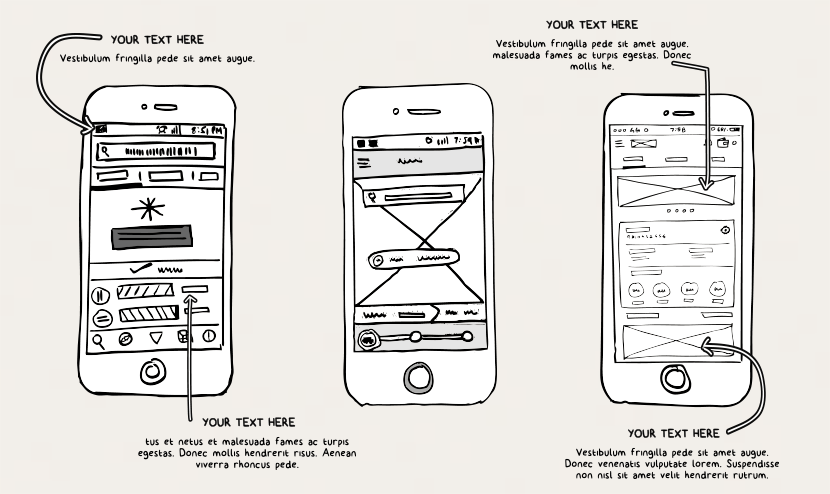 YOUR TEXT HERE
Vestibulum fringilla pede sit amet augue.
YOUR TEXT HERE
Vestibulum fringilla pede sit amet augue.
malesuada fames ac turpis egestas. Donec
mollis he.
8:51 PM
7:58
YOUR TEXT HERE
tus et netus et malesuada fames ac turpis
egestas. Donec mollis hendrerit risus. Aenean
viverra rhoncus pede.
YOUR TEXT HERE
Vestibulum fringilla pede sit amet augue.
Donec venenatis vulputate lorem. Suspendisse
non nisl sit amet velit hendrerit rutrum.